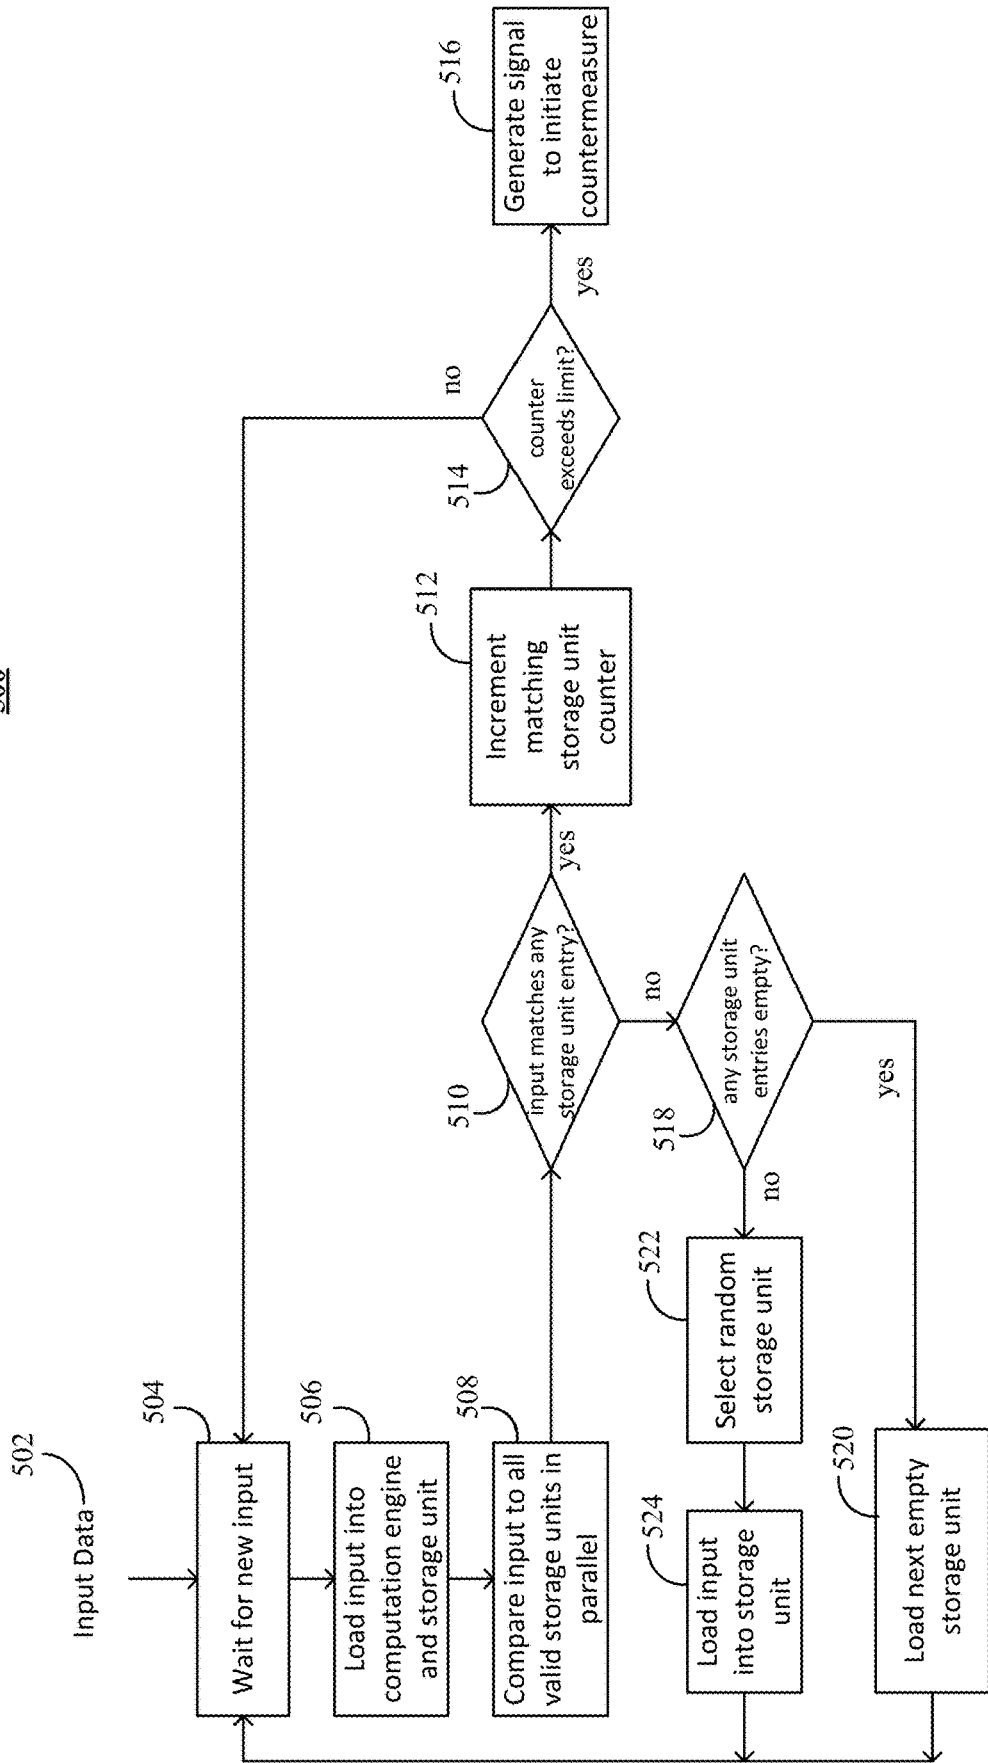 Input Data
502
Wait for new input
504
Load input into
computation engine
and storage unit
506
Compare input to all
valid storage units in
parallel
508
input matches any
storage unit entry?
510
yes
no
Increment
matching
storage unit
counter
512
counter
exceeds limit?
514
no
yes
Generate signal
to initiate
countermeasure
516
any storage unit
entries empty?
518
no
yes
Select random
storage unit
522
Load input
into storage
unit
524
Load next empty
storage unit
520